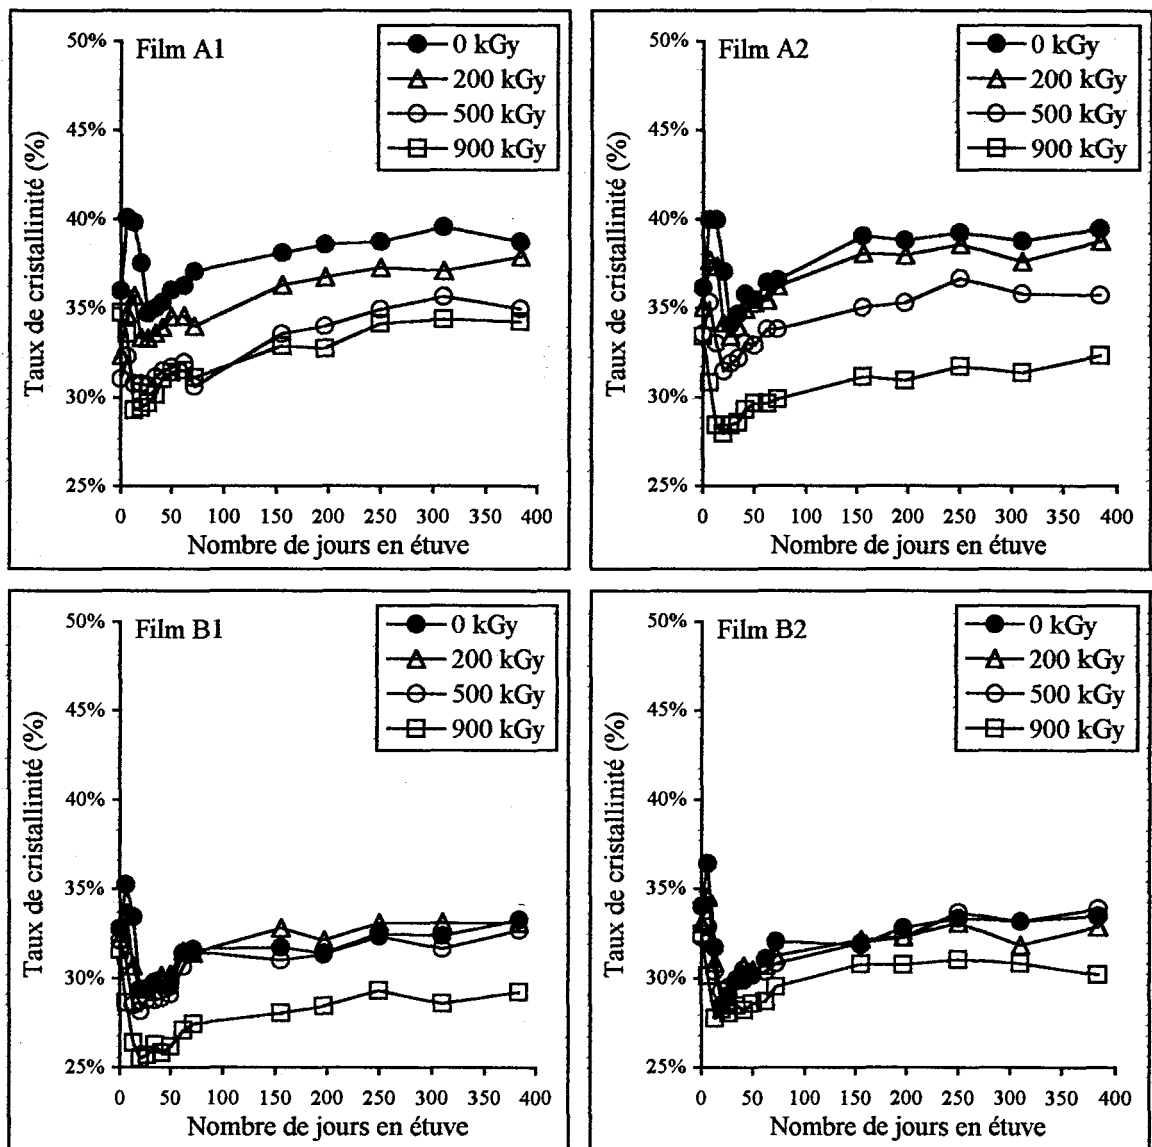 Film A1
0 kGy
200 kGy
500 kGy
900 kGy
Taux de cristallinité (%)
50%
45%
40%
35%
30%
25%
0 50 100 150 200 250 300 350 400
Nombre de jours en étuve
Film A2
0 kGy
200 kGy
500 kGy
900 kGy
Taux de cristallinité (%)
50%
45%
40%
35%
30%
25%
0 50 100 150 200 250 300 350 400
Nombre de jours en étuve
Film B1
0 kGy
200 kGy
500 kGy
900 kGy
Taux de cristallinité (%)
50%
45%
40%
35%
30%
25%
0 50 100 150 200 250 300 350 400
Nombre de jours en étuve
Film B2
0 kGy
200 kGy
500 kGy
900 kGy
Taux de cristallinité (%)
50%
45%
40%
35%
30%
25%
0 50 100 150 200 250 300 350 400
Nombre de jours en étuve